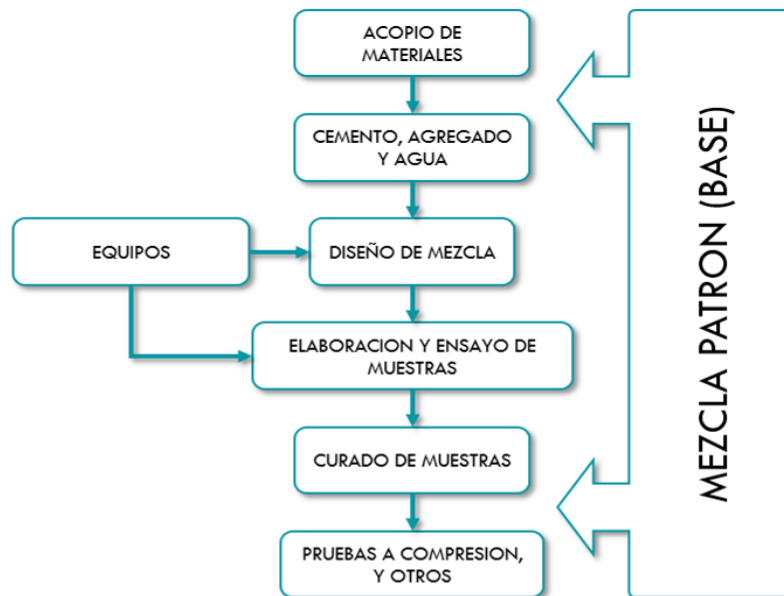 ACOPIO DE
MATERIALES
CEMENTO, AGREGADO
Y AGUA
EQUIPOS
DISEÑO DE MEZCLA
ELABORACION Y ENSAYO DE
MUESTRAS
CURADO DE MUESTRAS
PRUEBAS A COMPRESION,
Y OTROS
MEZCLA PATRON (BASE)